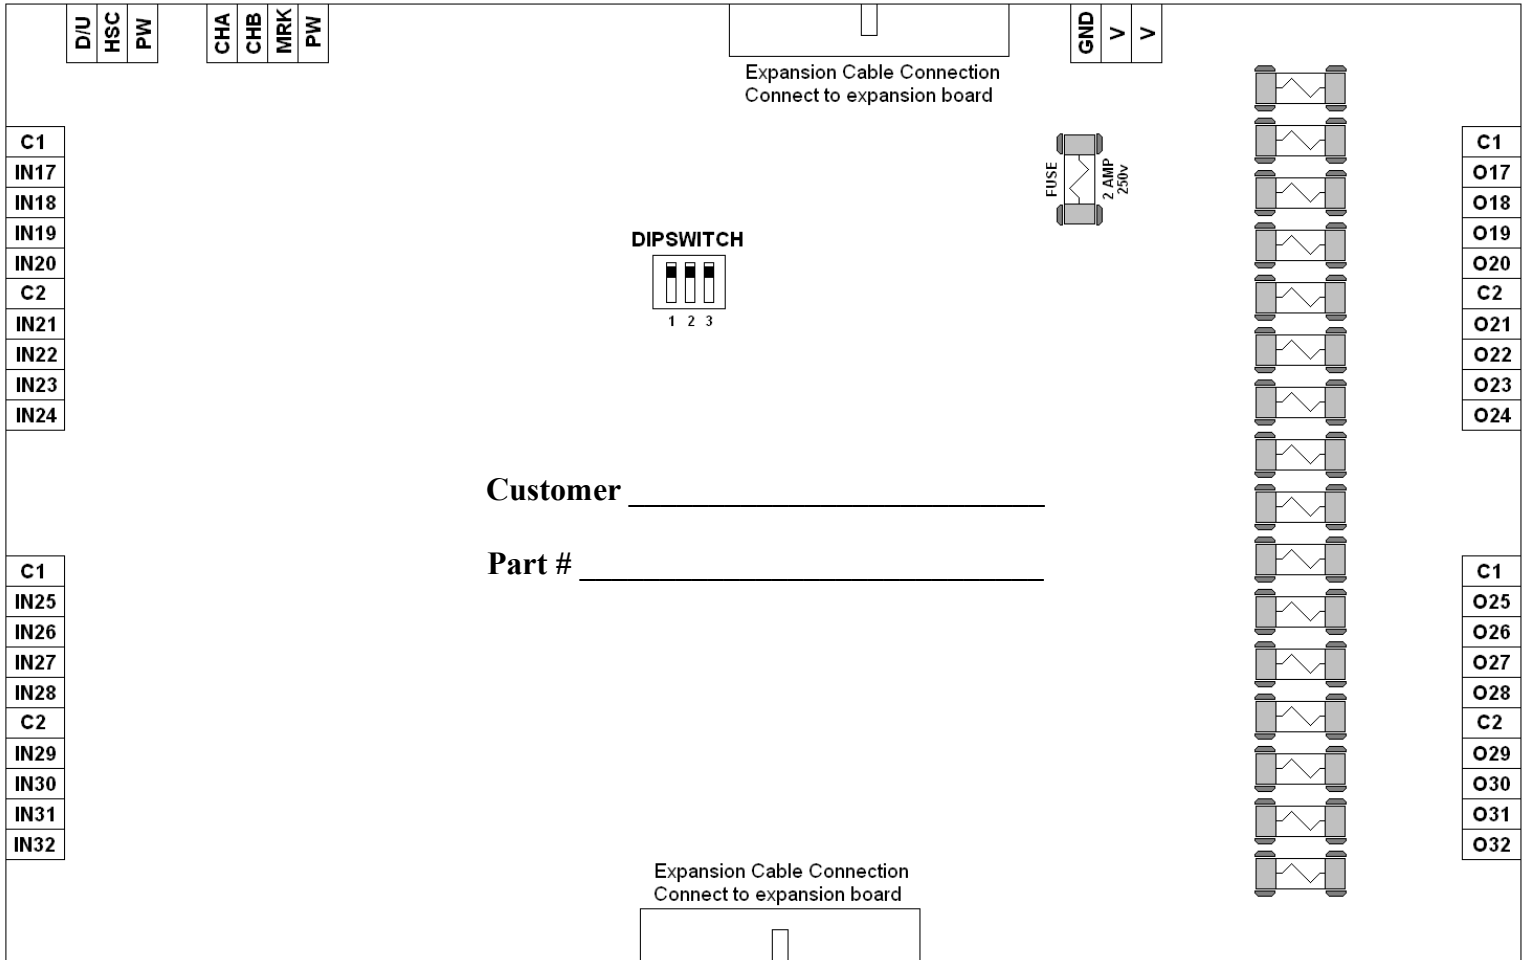 D/U HSC PW
CHA CHB MRK PW
GND V V
Expansion Cable Connection
Connect to expansion board
FUSE
2 AMP
250v
C1
IN17
IN18
IN19
IN20
C2
IN21
IN22
IN23
IN24
DIPSWITCH
1 2 3
C1
O17
O18
O19
O20
C2
O21
O22
O23
O24
Customer
Part #
C1
IN25
IN26
IN27
IN28
C2
IN29
IN30
IN31
IN32
C1
O25
O26
O27
O28
C2
O29
O30
O31
O32
Expansion Cable Connection
Connect to expansion board